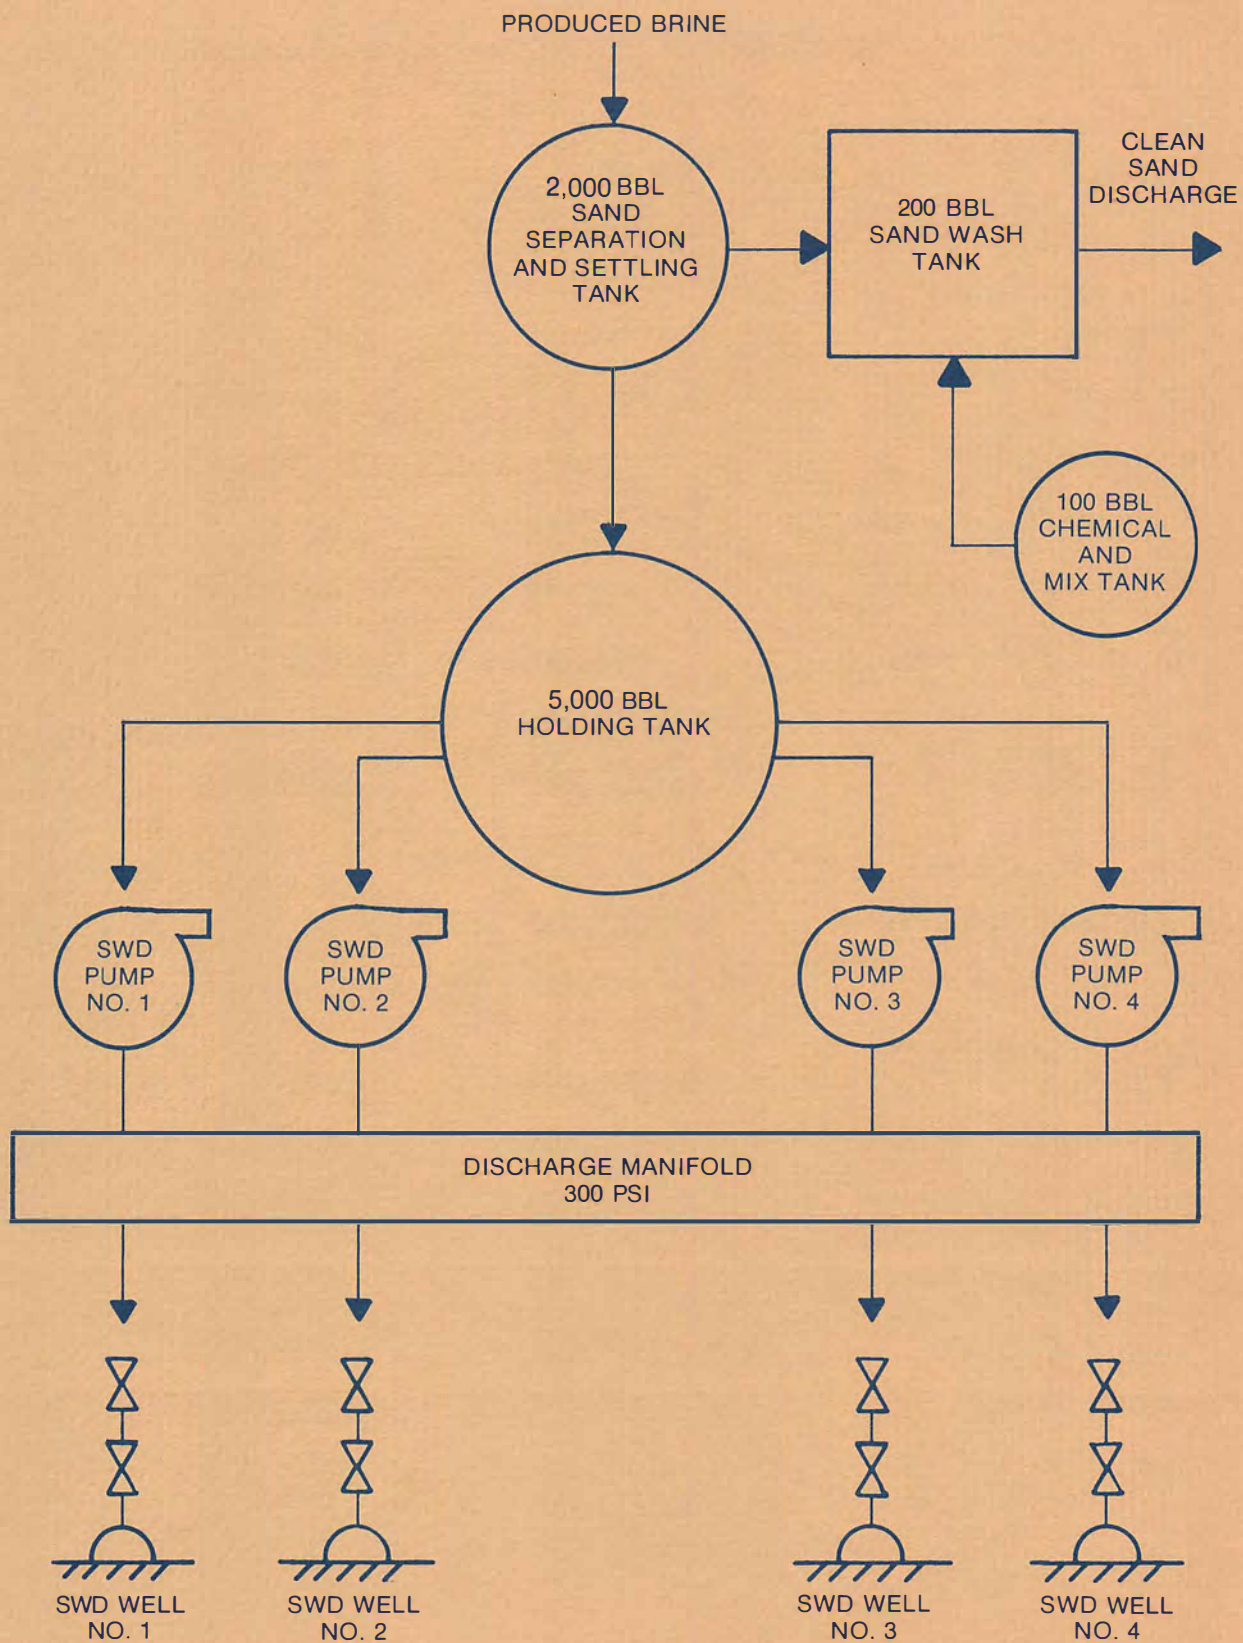 PRODUCED BRINE
2,000 BBL
SAND
SEPARATION
AND SETTLING
TANK
200 BBL
SAND WASH
TANK
CLEAN
SAND
DISCHARGE
100 BBL
CHEMICAL
AND
MIX TANK
5,000 BBL
HOLDING TANK
SWD
PUMP
NO. 1
SWD
PUMP
NO. 2
SWD
PUMP
NO. 3
SWD
PUMP
NO. 4
DISCHARGE MANIFOLD
300 PSI
SWD WELL
NO. 1
SWD WELL
NO. 2
SWD WELL
NO. 3
SWD WELL
NO. 4